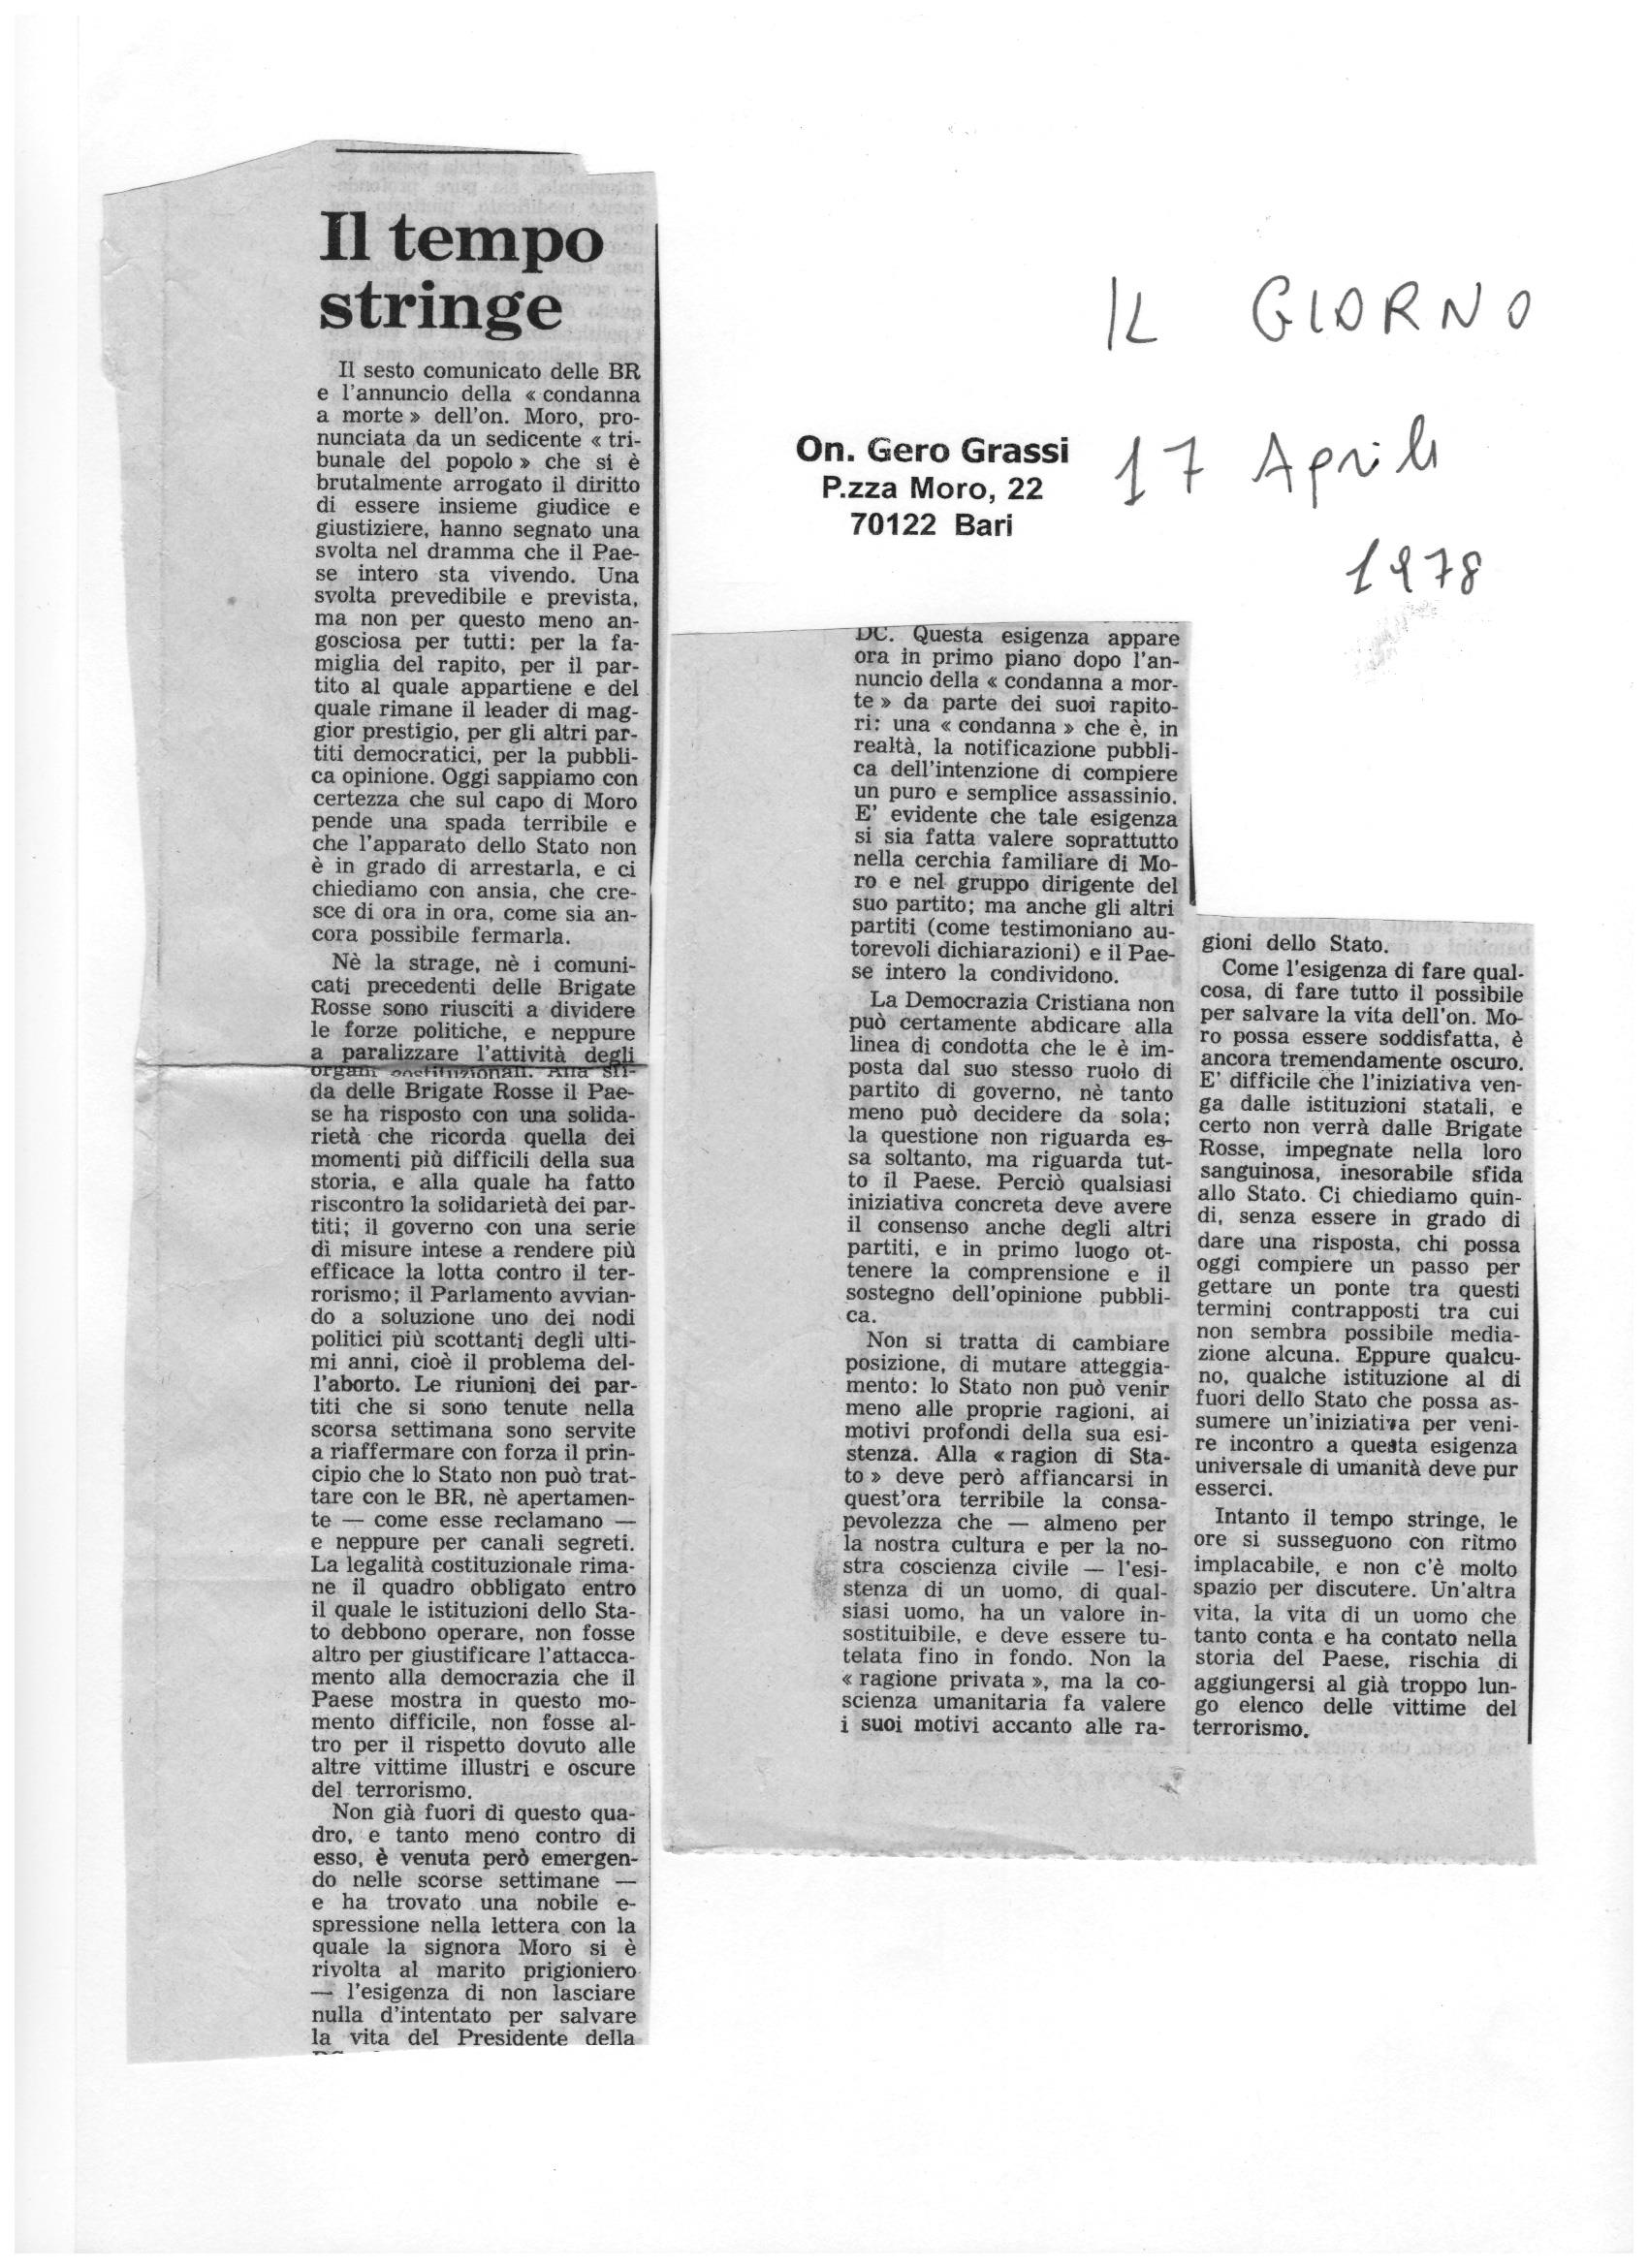 Il tempo
stringe
Il sesto comunicato delle BR
e l'annuncio della « condanna
a morte » dell'on. Moro, pro-
nunciata da un sedicente « tri-
bunale del popolo » che si è
brutalmente arrogato il diritto
di essere insieme giudice e
giustiziere, hanno segnato una
svolta nel dramma che il Pae-
se intero sta vivendo. Una
svolta prevedibile e prevista,
ma non per questo meno an-
gosciosa per tutti: per la fa-
miglia del rapito, per il par-
tito al quale appartiene e del
quale rimane il leader di mag-
gior prestigio, per gli altri par-
titi democratici, per la pubbli-
ca opinione. Oggi sappiamo con
certezza che sul capo di Moro
pende una spada terribile e
che l'apparato dello Stato non
è in grado di arrestarla, e ci
chiediamo con ansia, che cre-
sce di ora in ora, come sia an-
cora possibile fermarla.
Nè la strage, nè i comuni-
cati precedenti delle Brigate
Rosse sono riusciti a dividere
le forze politiche, e neppure
a paralizzare l'attività degli
organi costituzionali. Alla sfi-
da delle Brigate Rosse il Pae-
se ha risposto con una solida-
rietà che ricorda quella dei
momenti più difficili della sua
storia, e alla quale ha fatto
riscontro la solidarietà dei par-
titi; il governo con una serie
di misure intese a rendere più
efficace la lotta contro il ter-
rorismo; il Parlamento avvian-
do a soluzione uno dei nodi
politici più scottanti degli ulti-
mi anni, cioè il problema del-
l'aborto. Le riunioni dei par-
titi che si sono tenute nella
scorsa settimana sono servite
a riaffermare con forza il prin-
cipio che lo Stato non può trat-
tare con le BR, nè apertamen-
te — come esse reclamano —
e neppure per canali segreti.
La legalità costituzionale rima-
ne il quadro obbligato entro
il quale le istituzioni dello Sta-
to debbono operare, non fosse
altro per giustificare l'attacca-
mento alla democrazia che il
Paese mostra in questo mo-
mento difficile, non fosse al-
tro per il rispetto dovuto alle
altre vittime illustri e oscure
del terrorismo.
Non già fuori di questo qua-
dro, e tanto meno contro di
esso, è venuta però emergen-
do nelle scorse settimane —
e ha trovato una nobile e-
spressione nella lettera con la
quale la signora Moro si è
rivolta al marito prigioniero
— l'esigenza di non lasciare
nulla d'intentato per salvare
la vita del Presidente della
IL GIORNO
17 Aprile
1978
On. Gero Grassi
P.zza Moro, 22
70122 Bari
DC. Questa esigenza appare
ora in primo piano dopo l'an-
nuncio della « condanna a mor-
te » da parte dei suoi rapito-
ri: una « condanna » che è, in
realtà, la notificazione pubbli-
ca dell'intenzione di compiere
un puro e semplice assassinio.
E' evidente che tale esigenza
si sia fatta valere soprattutto
nella cerchia familiare di Mo-
ro e nel gruppo dirigente del
suo partito; ma anche gli altri
partiti (come testimoniano au-
torevoli dichiarazioni) e il Pae-
se intero la condividono.
La Democrazia Cristiana non
può certamente abdicare alla
linea di condotta che le è im-
posta dal suo stesso ruolo di
partito di governo, nè tanto
meno può decidere da sola;
la questione non riguarda es-
sa soltanto, ma riguarda tut-
to il Paese. Perciò qualsiasi
iniziativa concreta deve avere
il consenso anche degli altri
partiti, e in primo luogo ot-
tenere la comprensione e il
sostegno dell'opinione pubbli-
ca.
Non si tratta di cambiare
posizione, di mutare atteggia-
mento: lo Stato non può venir
meno alle proprie ragioni, ai
motivi profondi della sua esi-
stenza. Alla « ragion di Sta-
to » deve però affiancarsi in
quest'ora terribile la consa-
pevolezza che — almeno per
la nostra cultura e per la no-
stra coscienza civile — l'esi-
stenza di un uomo, di qual-
siasi uomo, ha un valore in-
sostituibile, e deve essere tu-
telata fino in fondo. Non la
« ragione privata », ma la co-
scienza umanitaria fa valere
i suoi motivi accanto alle ra-
gioni dello Stato.
Come l'esigenza di fare qual-
cosa, di fare tutto il possibile
per salvare la vita dell'on. Mo-
ro possa essere soddisfatta, è
ancora tremendamente oscuro.
E' difficile che l'iniziativa ven-
ga dalle istituzioni statali, e
certo non verrà dalle Brigate
Rosse, impegnate nella loro
sanguinosa, inesorabile sfida
allo Stato. Ci chiediamo quin-
di, senza essere in grado di
dare una risposta, chi possa
oggi compiere un passo per
gettare un ponte tra questi
termini contrapposti tra cui
non sembra possibile media-
zione alcuna. Eppure qualcu-
no, qualche istituzione al di
fuori dello Stato che possa as-
sumere un'iniziativa per veni-
re incontro a questa esigenza
universale di umanità deve pur
esserci.
Intanto il tempo stringe, le
ore si susseguono con ritmo
implacabile, e non c'è molto
spazio per discutere. Un'altra
vita, la vita di un uomo che
tanto conta e ha contato nella
storia del Paese, rischia di
aggiungersi al già troppo lun-
go elenco delle vittime del
terrorismo.